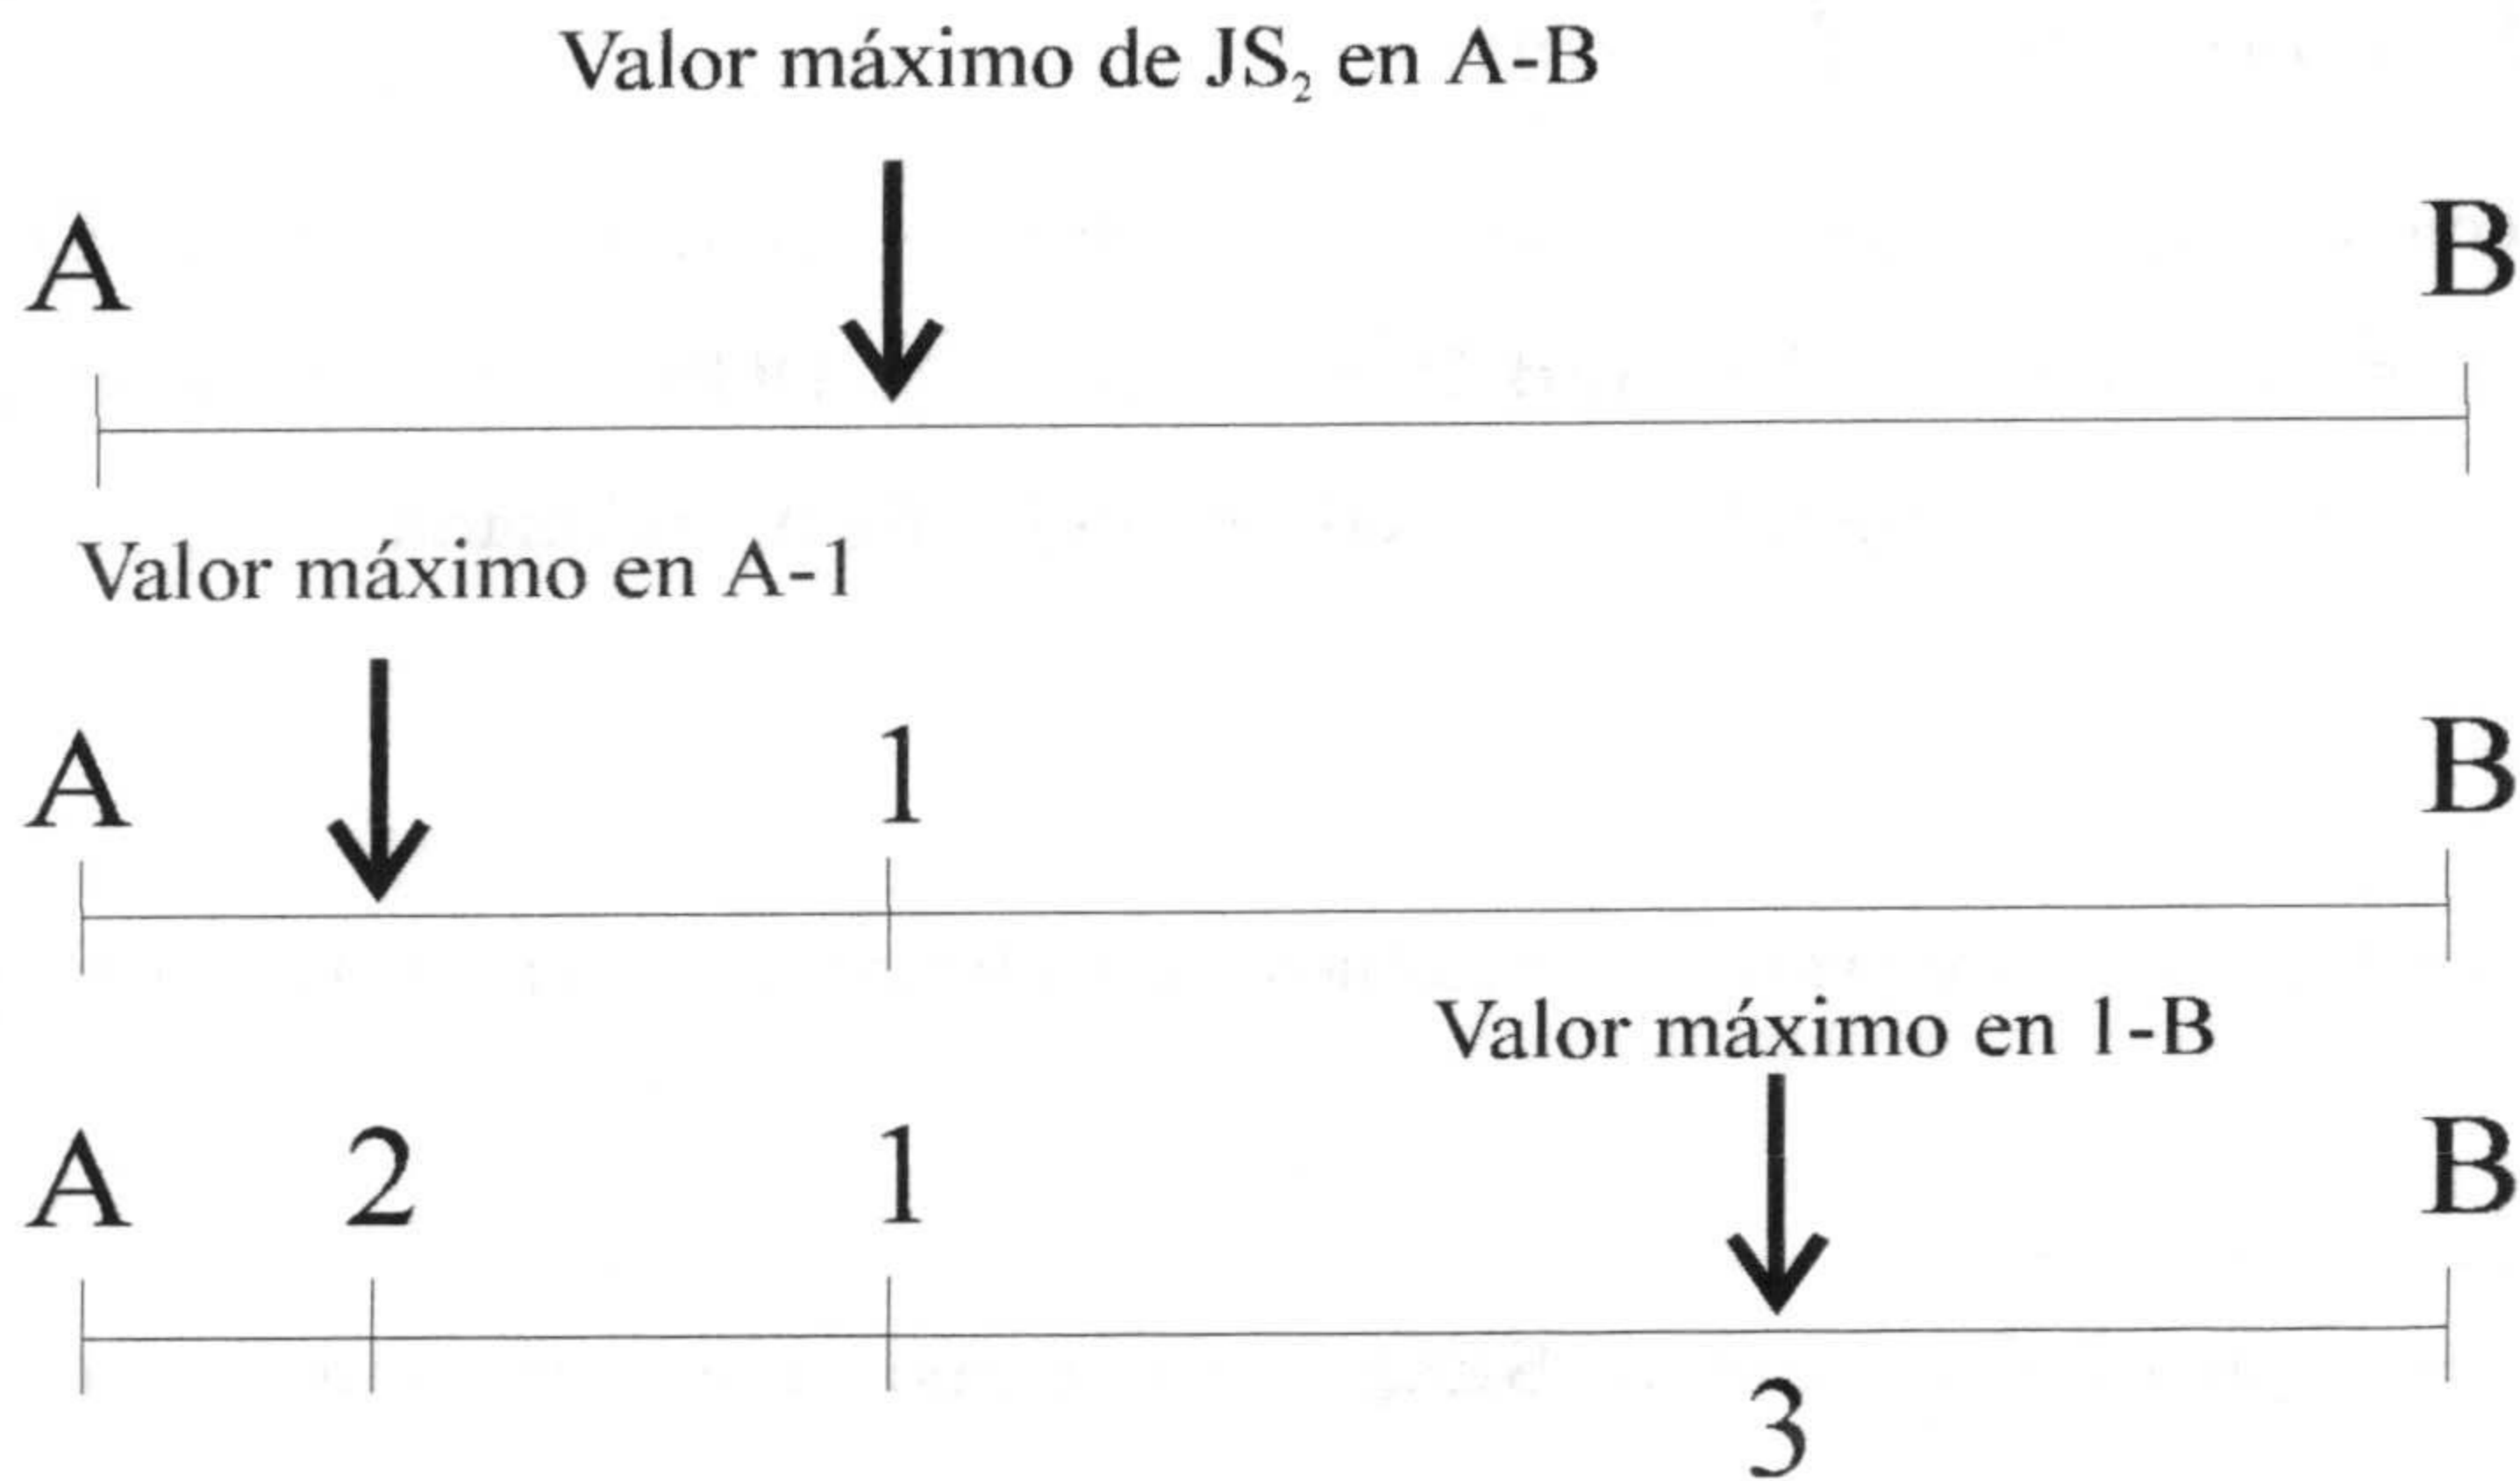 Valor máximo de JS₂ en A-B
A B
Valor máximo en A-1
A 1 B
Valor máximo en 1-B
A 2 1 B
3